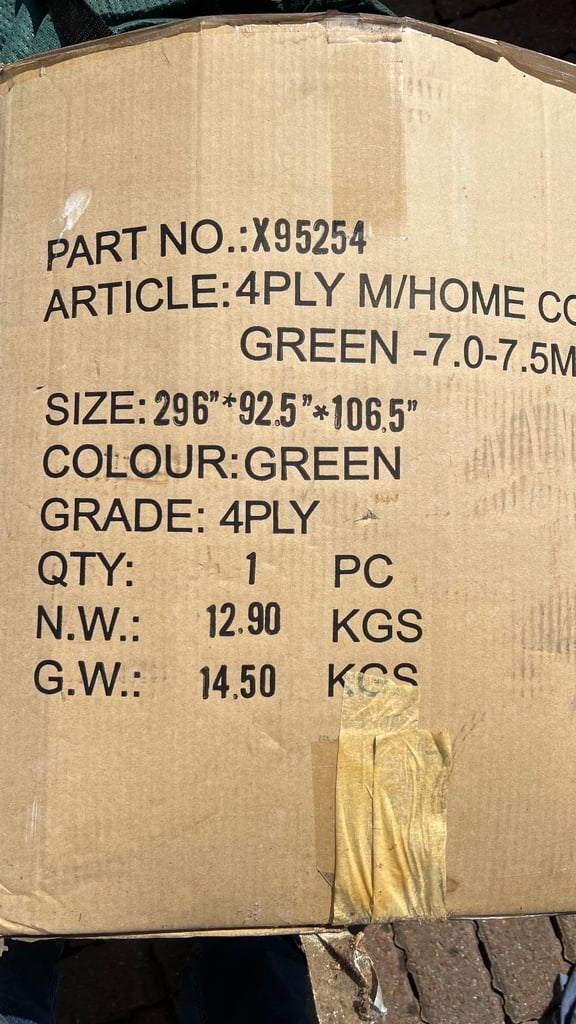 PART NO.:X95254
ARTICLE:4PLY M/HOME
GREEN -7.0-7.5M
SIZE:296"*92.5"*106.5"
COLOUR:GREEN
GRADE: 4PLY
QTY: 1 PC
N.W.: 12.90 KGS
G.W.: 14.50 KGS